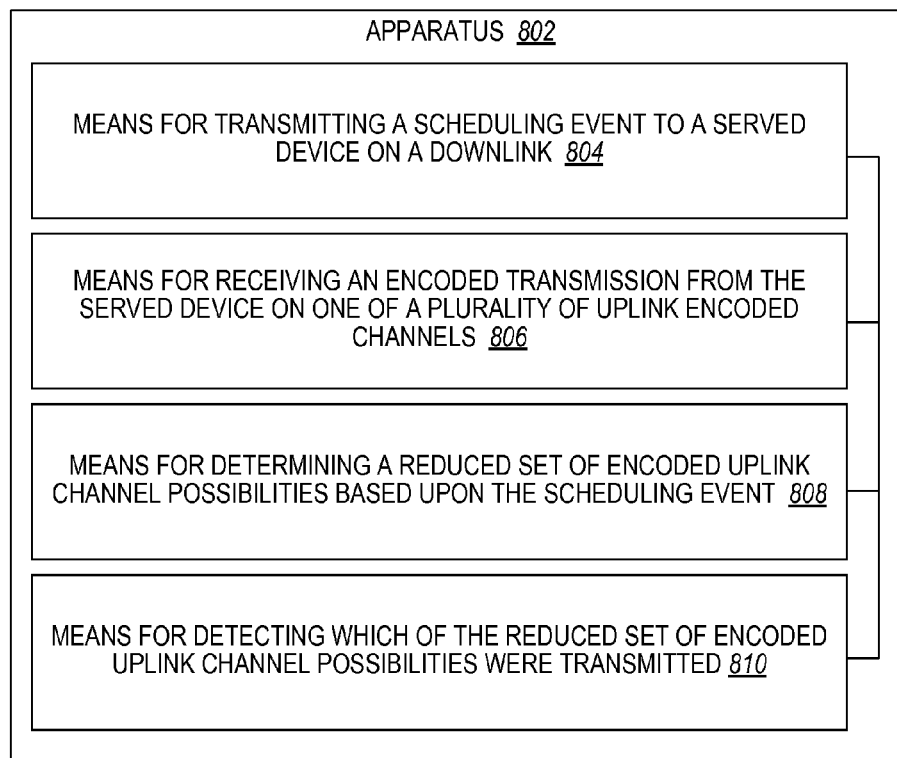 APPARATUS 802
MEANS FOR TRANSMITTING A SCHEDULING EVENT TO A SERVED
DEVICE ON A DOWNLINK 804
MEANS FOR RECEIVING AN ENCODED TRANSMISSION FROM THE
SERVED DEVICE ON ONE OF A PLURALITY OF UPLINK ENCODED
CHANNELS 806
MEANS FOR DETERMINING A REDUCED SET OF ENCODED UPLINK
CHANNEL POSSIBILITIES BASED UPON THE SCHEDULING EVENT 808
MEANS FOR DETECTING WHICH OF THE REDUCED SET OF ENCODED
UPLINK CHANNEL POSSIBILITIES WERE TRANSMITTED 810